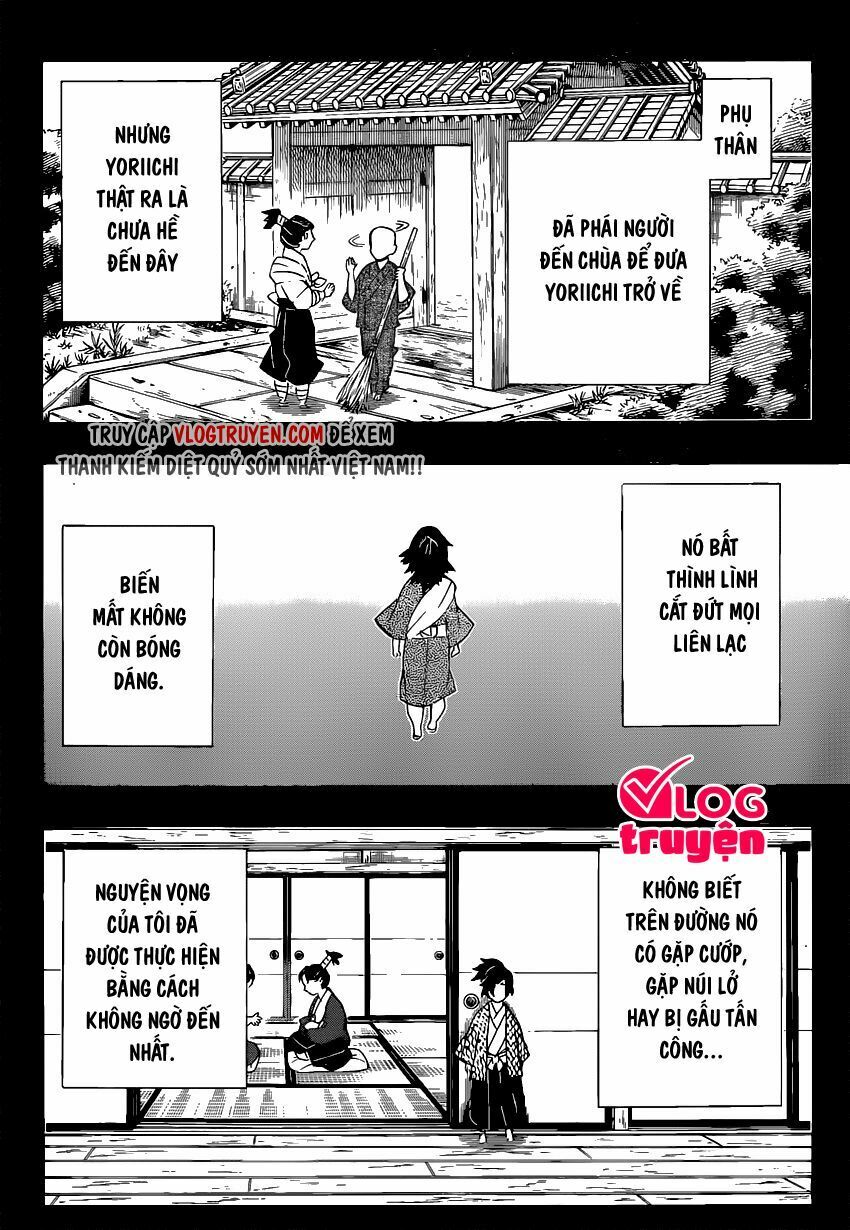 PHỤ
THÂN
ĐÃ PHÁI NGƯỜI
ĐẾN CHÙA ĐỂ ĐƯA
YORIICHI TRỞ VỀ
NHƯNG
YORIICHI
THẬT RA LÀ
CHƯA HỀ
ĐẾN ĐÂY
TRUY CẬP VLOGTRUYEN.COM ĐỂ XEM
THANH KIẾM DIỆT QUỶ SỚM NHẤT VIỆT NAM!!
NÓ BẤT
THÌNH LÌNH
CẮT ĐỨT MỌI
LIÊN LẠC
BIẾN
MẤT KHÔNG
CÒN BÓNG
DÁNG.
VLOG
truyện
KHÔNG BIẾT
TRÊN ĐƯỜNG NÓ
CÓ GẶP CƯỚP,
GẶP NÚI LỞ
HAY BỊ GẤU TẤN
CÔNG...
NGUYỆN VỌNG
CỦA TÔI ĐÃ
ĐƯỢC THỰC HIỆN
BẰNG CÁCH
KHÔNG NGỜ ĐẾN
NHẤT.